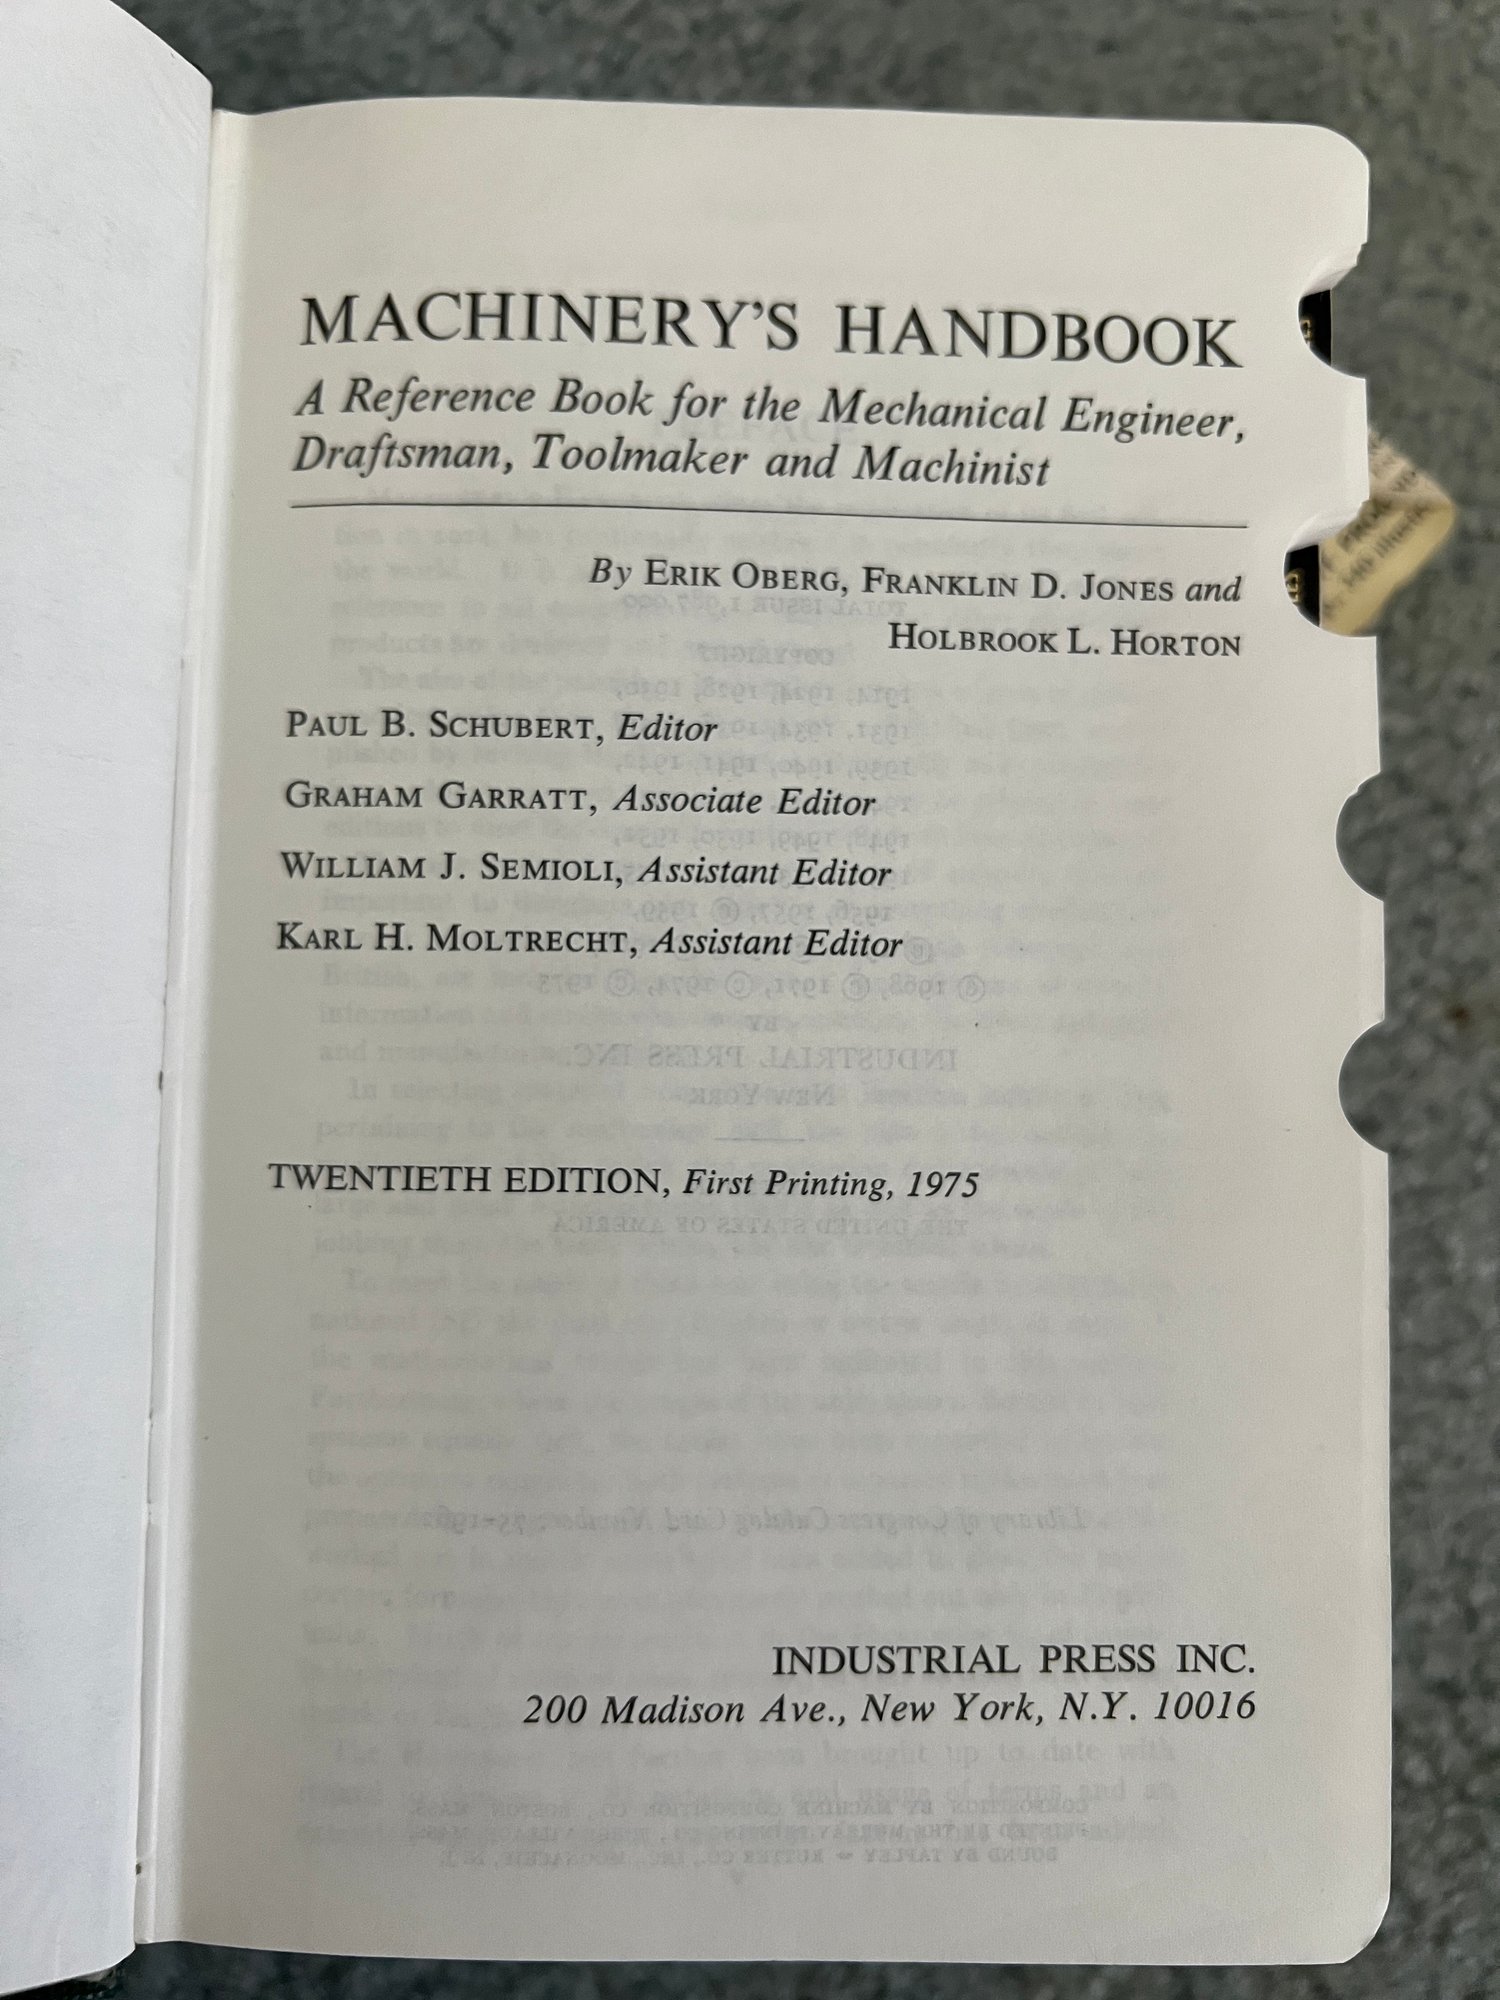 MACHINERY'S HANDBOOK
A Reference Book for the Mechanical Engineer,
Draftsman, Toolmaker and Machinist
By ERIK OBERG, FRANKLIN D. JONES and
HOLBROOK L. HORTON
PAUL B. SCHUBERT, Editor
GRAHAM GARRATT, Associate Editor
WILLIAM J. SEMIOLI, Assistant Editor
KARL H. MOLTRECHT, Assistant Editor
TWENTIETH EDITION, First Printing, 1975
INDUSTRIAL PRESS INC.
200 Madison Ave., New York, N.Y. 10016